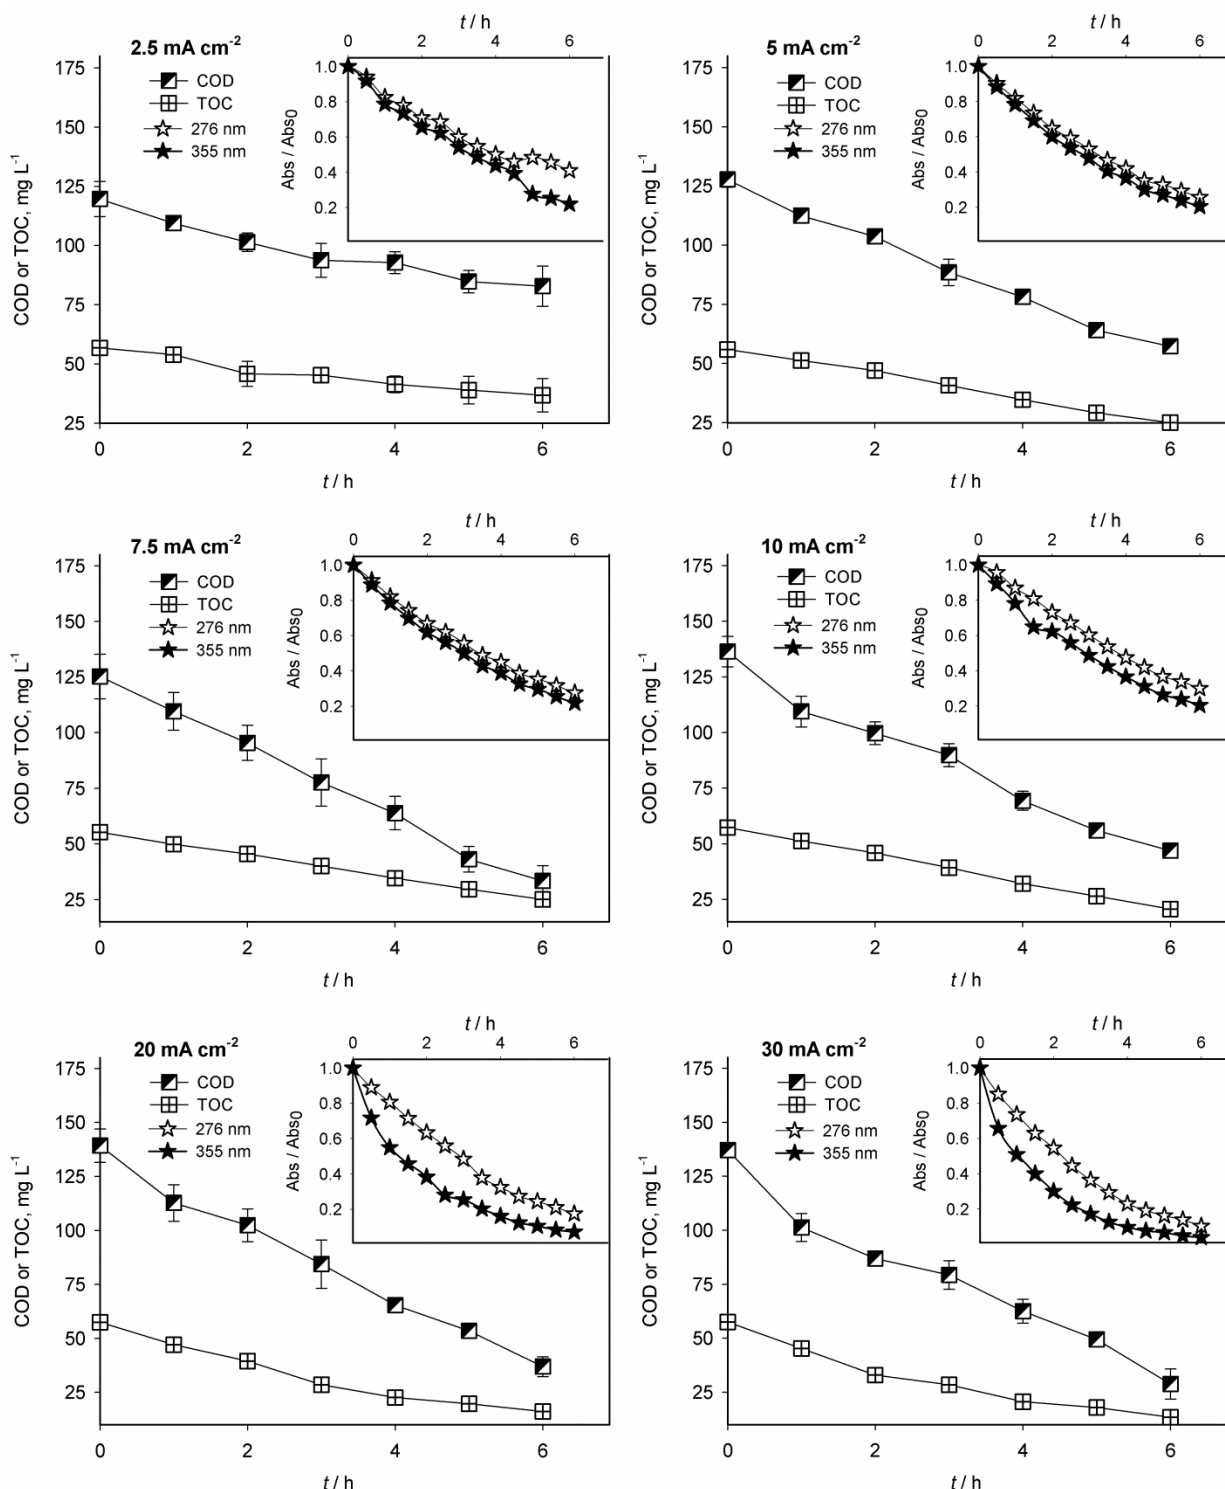 t / h
0 2 4 6
2.5 mA cm-2
COD
TOC
276 nm
355 nm
Abs / Abs0
1.0
0.8
0.6
0.4
0.2
COD or TOC, mg L-1
175
150
125
100
75
50
25
0 2 4 6
t / h
t / h
0 2 4 6
5 mA cm-2
COD
TOC
276 nm
355 nm
Abs / Abs0
1.0
0.8
0.6
0.4
0.2
COD or TOC, mg L-1
175
150
125
100
75
50
25
0 2 4 6
t / h
t / h
0 2 4 6
7.5 mA cm-2
COD
TOC
276 nm
355 nm
Abs / Abs0
1.0
0.8
0.6
0.4
0.2
COD or TOC, mg L-1
175
150
125
100
75
50
25
0 2 4 6
t / h
t / h
0 2 4 6
10 mA cm-2
COD
TOC
276 nm
355 nm
Abs / Abs0
1.0
0.8
0.6
0.4
0.2
COD or TOC, mg L-1
175
150
125
100
75
50
25
0 2 4 6
t / h
t / h
0 2 4 6
20 mA cm-2
COD
TOC
276 nm
355 nm
Abs / Abs0
1.0
0.8
0.6
0.4
0.2
COD or TOC, mg L-1
175
150
125
100
75
50
25
0 2 4 6
t / h
t / h
0 2 4 6
30 mA cm-2
COD
TOC
276 nm
355 nm
Abs / Abs0
1.0
0.8
0.6
0.4
0.2
COD or TOC, mg L-1
175
150
125
100
75
50
25
0 2 4 6
t / h